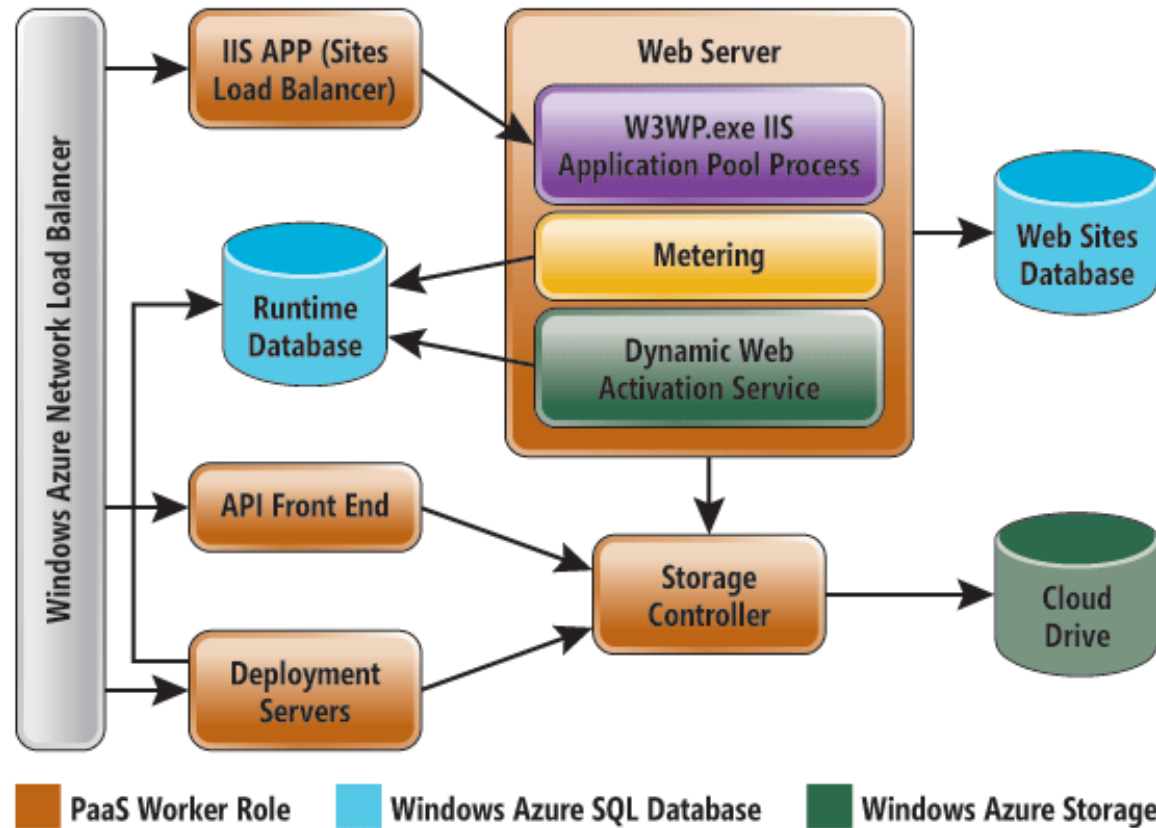 Windows Azure Network Load Balancer
IIS APP (Sites
Load Balancer)
Web Server
W3WP.exe IIS
Application Pool Process
Metering
Dynamic Web
Activation Service
Web Sites
Database
Runtime
Database
API Front End
Storage
Controller
Cloud
Drive
Deployment
Servers
PaaS Worker Role
Windows Azure SQL Database
Windows Azure Storage